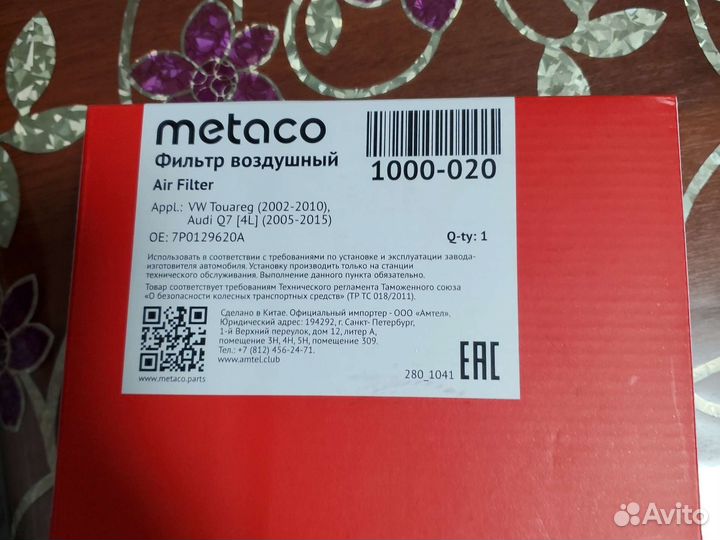 metaco
Фильтр воздушный
Air Filter
1000-020
Appl.: VW Touareg (2002-2010),
Audi Q7 [4L] (2005-2015)
OE: 7P0129620A
Q-ty: 1
Использовать в соответствии с требованиями по установке и эксплуатации завода-
изготовителя автомобиля. Установку производить только на станции
технического обслуживания. Выполнение данного пункта обязательно.
Товар соответствует требованиям Технического регламента Таможенного союза
«О безопасности колесных транспортных средств» (ТР ТС 018/2011).
Сделано в Китае. Официальный импортер - ООО «Амтел».
Юридический адрес: 194292, г. Санкт- Петербург,
1-й Верхний переулок, дом 12, литер А,
помещение 3Н, 4Н, 5Н, помещение 309.
Тел.: +7 (812) 456-24-71.
www.amtel.club
www.metaco.parts
280_1041
EAC
Avito